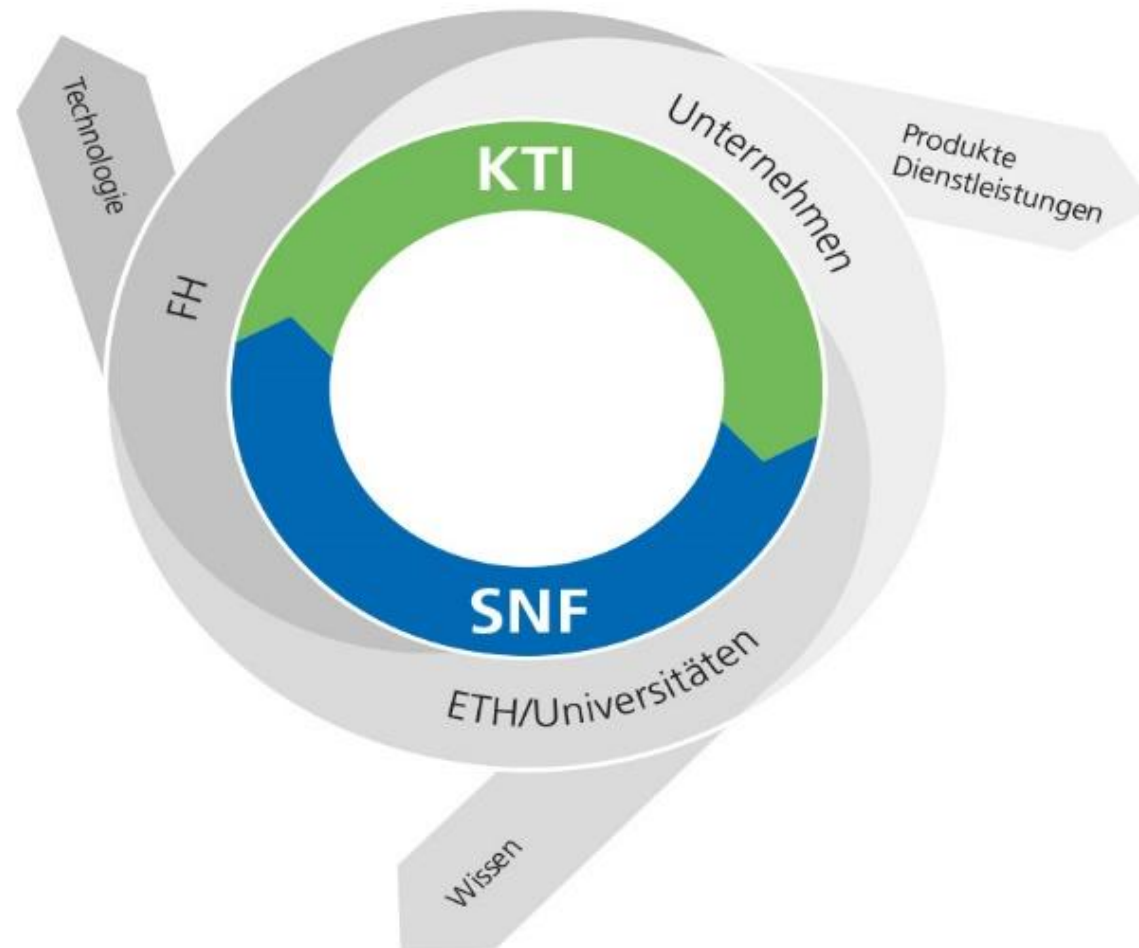 Technologie
Unternehmen
Produkte
Dienstleistungen
KTI
FH
SNF
ETH/Universitäten
Wissen